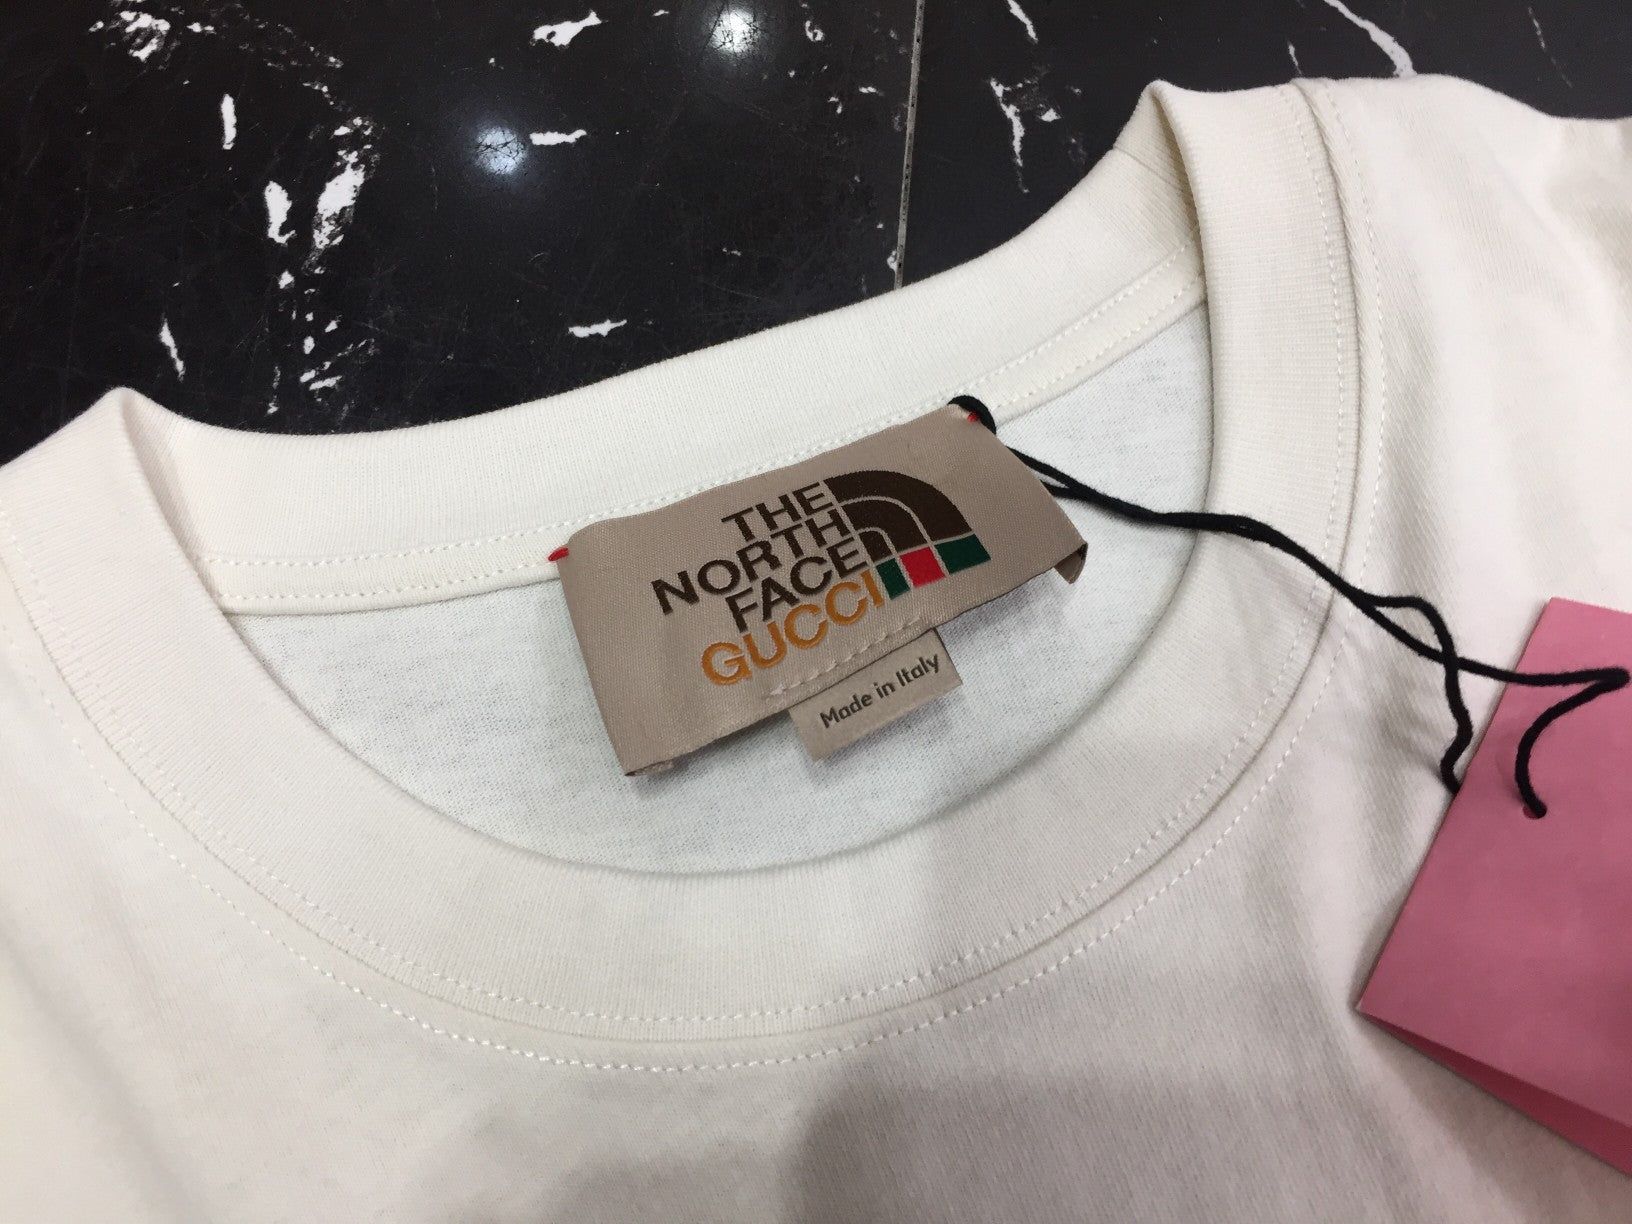 THE
NORTH
FACE
GUCCI
Made in Italy